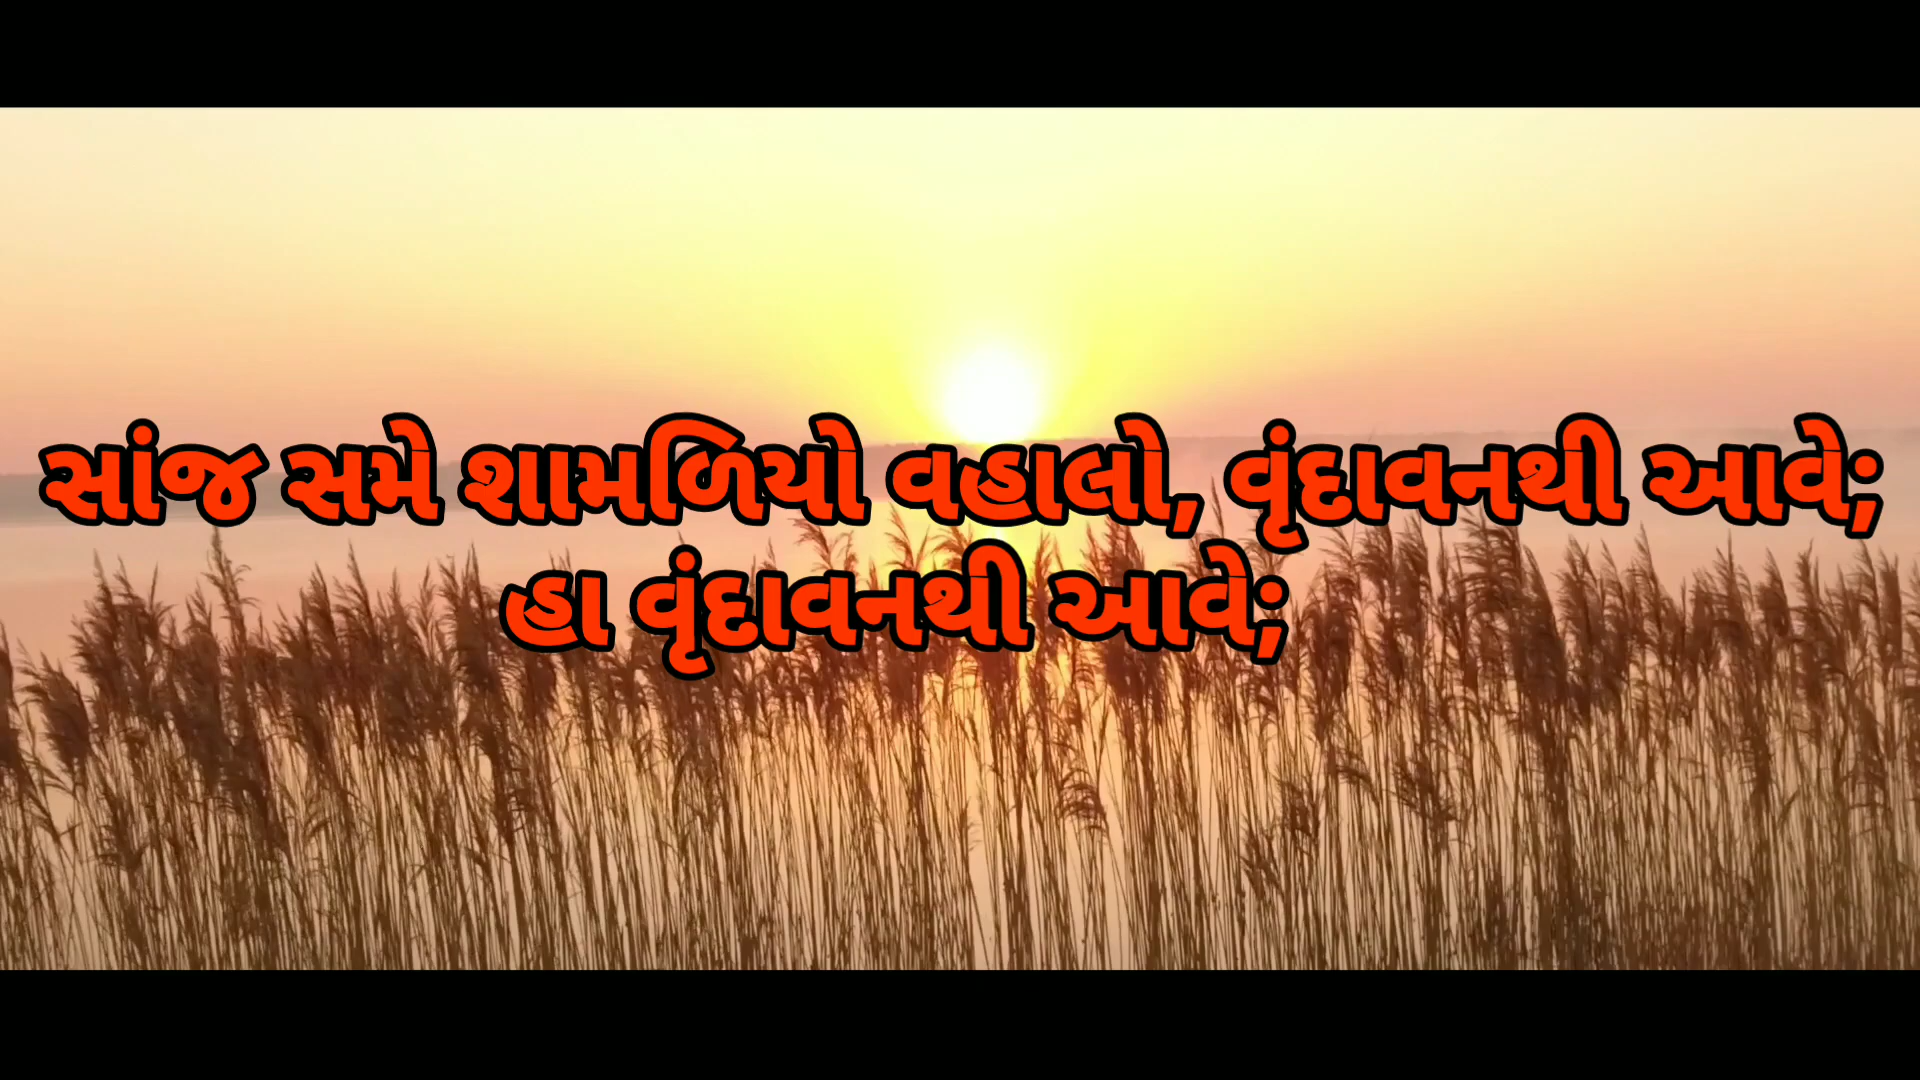 સાંજ સમે શામળિયો વહાલો, વૃંદાવનથી આવે;
હા વૃંદાવનથી આવે;